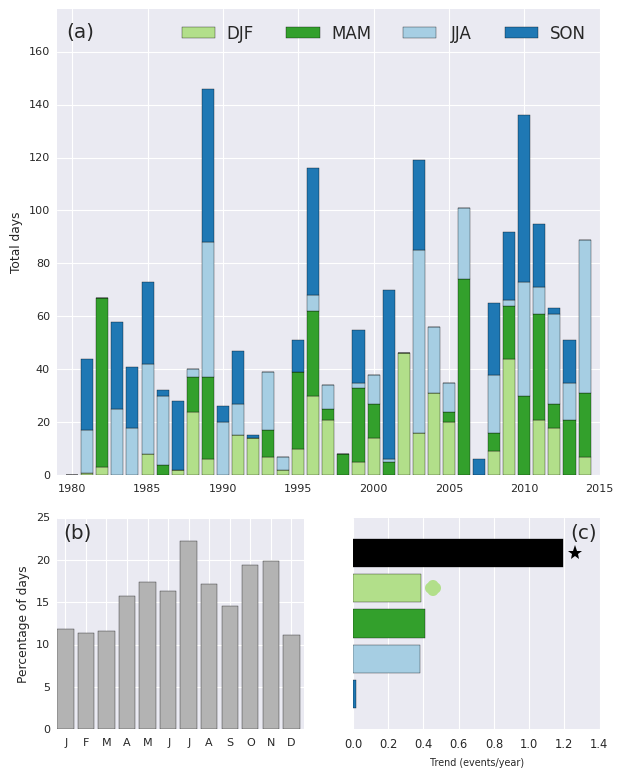 (a) DJF MAM JJA SON
160
140
120
100
80
60
40
20
0
Total days
1980 1985 1990 1995 2000 2005 2010 2015
(b)
25
20
15
10
5
0
Percentage of days
J F M A M J J A S O N D
(c)
0.0 0.2 0.4 0.6 0.8 1.0 1.2 1.4
Trend (events/year)